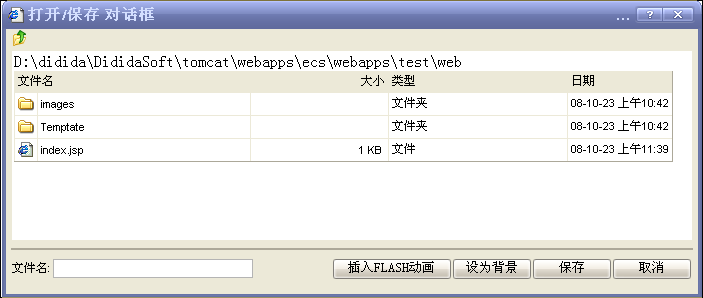 打开/保存 对话框
D:\didida\DididaSoft\tomcat\webapps\ecs\webapps\test\web
文件名 大小 类型 日期
images 文件夹 08-10-23 上午10:42
Temptate 文件夹 08-10-23 上午10:42
index.jsp 1 KB 文件 08-10-23 上午11:39
文件名: 插入FLASH动画 设为背景 保存 取消